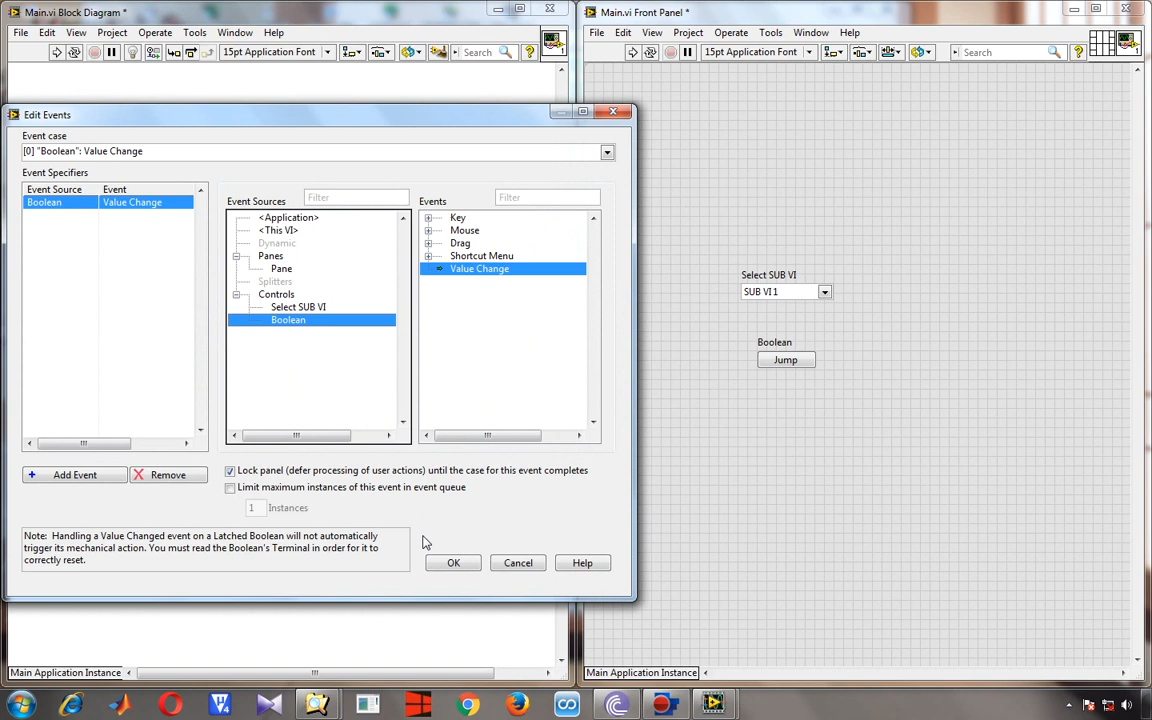 Main.vi Block Diagram *
File Edit View Project Operate Tools Window Help
15pt Application Font
Search
Main.vi Front Panel *
File Edit View Project Operate Tools Window Help
15pt Application Font
Search
Edit Events
Event case
[0] "Boolean": Value Change
Event Specifiers
Event Source Event
Boolean Value Change
Event Sources
Filter
<Application>
<This VI>
Dynamic
Panes
Pane
Splitters
Controls
Select SUB VI
Boolean
Events
Filter
Key
Mouse
Drag
Shortcut Menu
Value Change
Add Event
Remove
Lock panel (defer processing of user actions) until the case for this event completes
Limit maximum instances of this event in event queue
1 Instances
Note: Handling a Value Changed event on a Latched Boolean will not automatically
trigger its mechanical action. You must read the Boolean's Terminal in order for it to
correctly reset.
OK
Cancel
Help
Select SUB VI
SUB VI 1
Boolean
Jump
Main Application Instance
Main Application Instance
V4